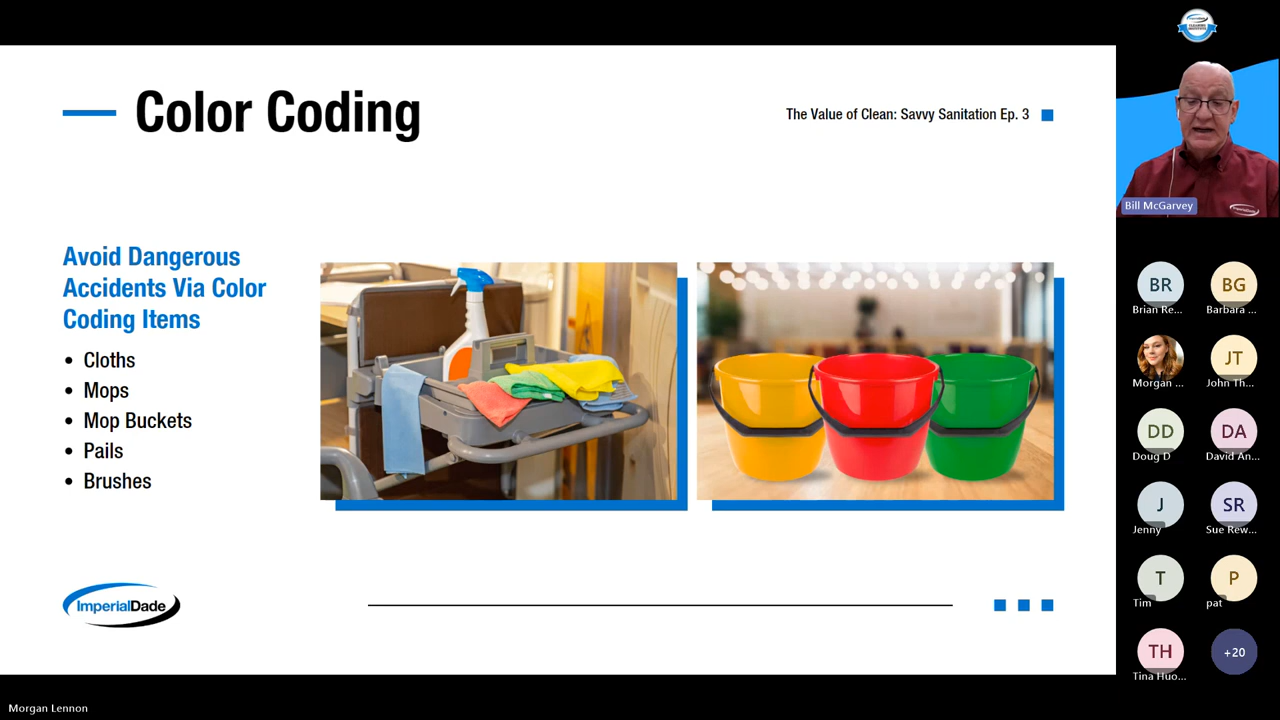 Color Coding
The Value of Clean: Savvy Sanitation Ep. 3
Avoid Dangerous
Accidents Via Color
Coding Items
• Cloths
• Mops
• Mop Buckets
• Pails
• Brushes
ImperialDade
Morgan Lennon
ImperialDade
Bill McGarvey
ImperialDade
BR
Brian Re...
BG
Barbara ...
Morgan ...
JT
John Th...
DD
Doug D
DA
David An...
J
Jenny
SR
Sue Rew...
T
Tim
P
pat
TH
Tina Huo...
+20